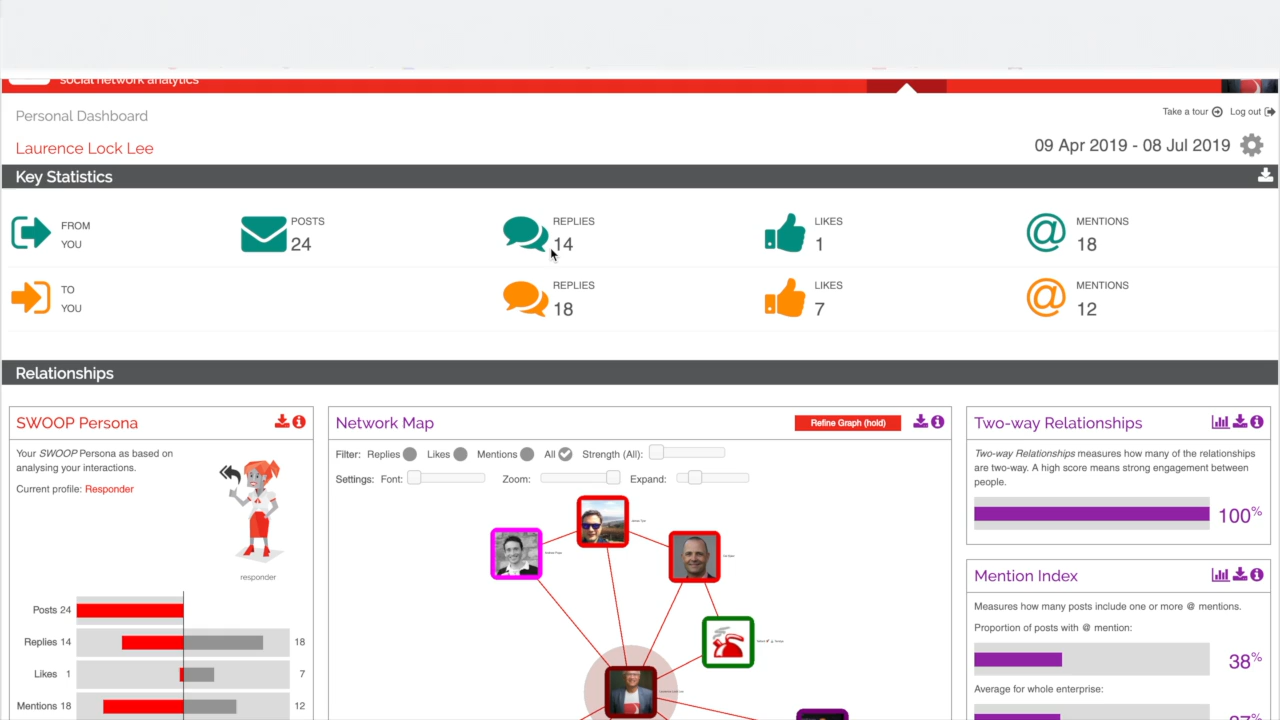 social network analytics
Personal Dashboard
Take a tour
Log out
Laurence Lock Lee
09 Apr 2019 - 08 Jul 2019
Key Statistics
FROM
YOU
POSTS
24
REPLIES
14
LIKES
1
MENTIONS
18
TO
YOU
REPLIES
18
LIKES
7
MENTIONS
12
Relationships
SWOOP Persona
Your SWOOP Persona as based on
analysing your interactions.
Current profile: Responder
responder
Posts 24
Replies 14
18
Likes 1
7
Mentions 18
12
Network Map
Refine Graph (hold)
Filter: Replies Likes Mentions All Strength (All):
Settings: Font: Zoom: Expand:
Two-way Relationships
Two-way Relationships measures how many of the relationships
are two-way. A high score means strong engagement between
people.
100%
Mention Index
Measures how many posts include one or more @ mentions.
Proportion of posts with @ mention:
38%
Average for whole enterprise: